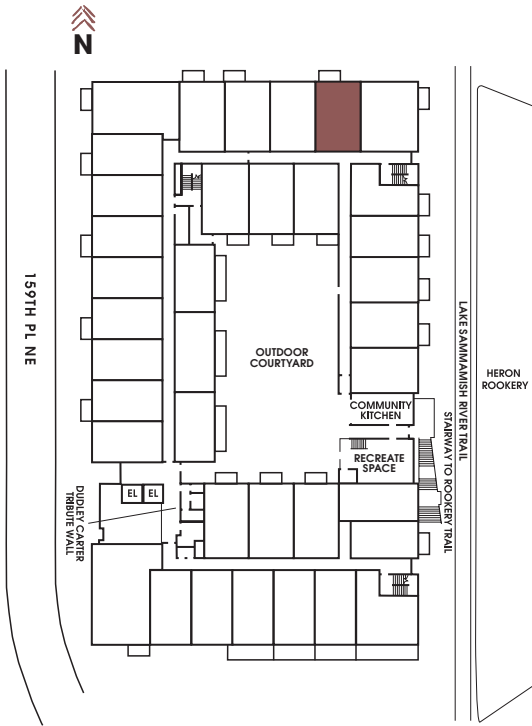 N
159TH PL NE
OUTDOOR
COURTYARD
LAKE SAMMAMISH RIVER TRAIL
HERON
ROOKERY
COMMUNITY
KITCHEN
STAIRWAY TO ROOKERY TRAIL
RECREATE
SPACE
EL
EL
DUDLEY CARTER
TRIBUTE WALL